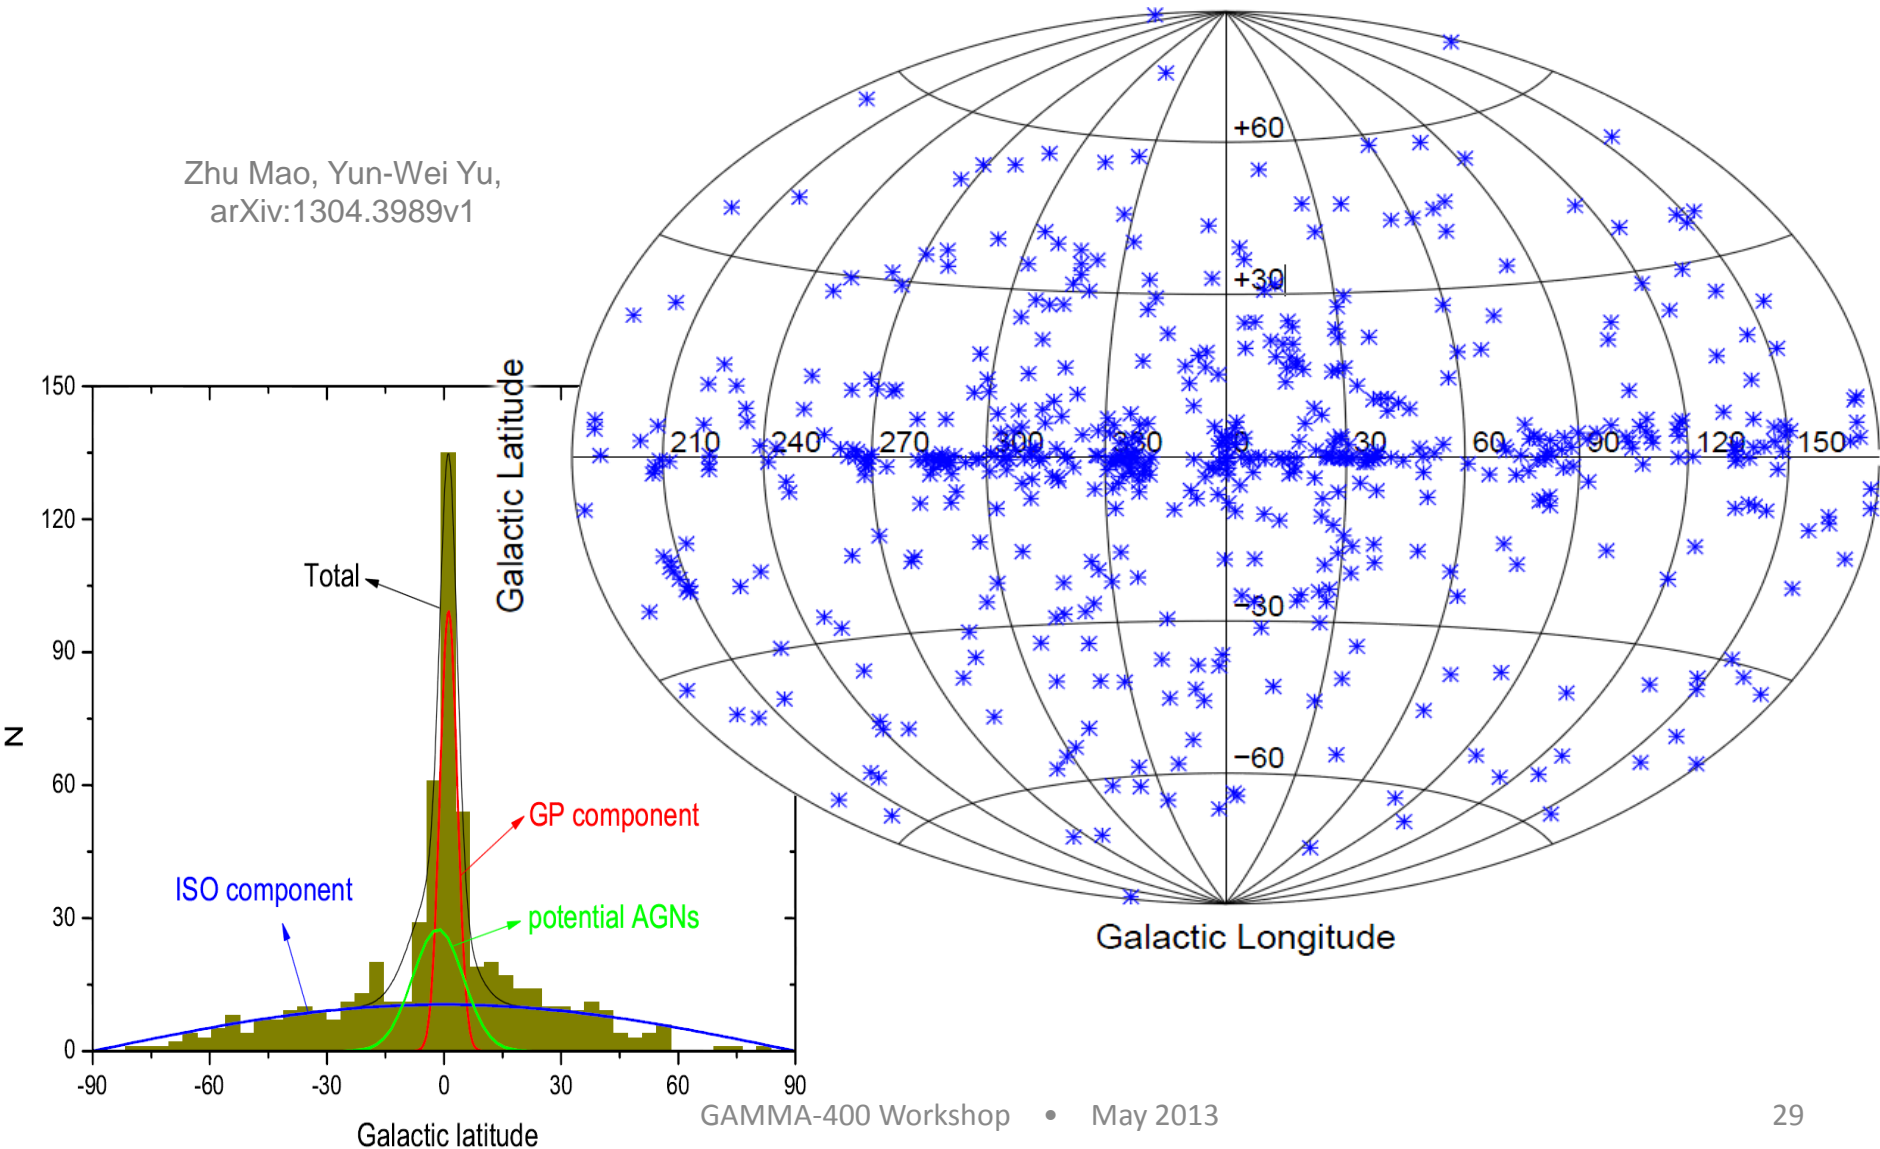 Zhu Mao, Yun-Wei Yu,
arXiv:1304.3989v1
+60
+30
210 240 270 300 330 0 30 60 90 120 150
−30
−60
Galactic Latitude
Galactic Longitude
150
120
90
60
30
0
N
Total
GP component
ISO component
potential AGNs
-90 -60 -30 0 30 60 90
Galactic latitude
GAMMA-400 Workshop • May 2013
29